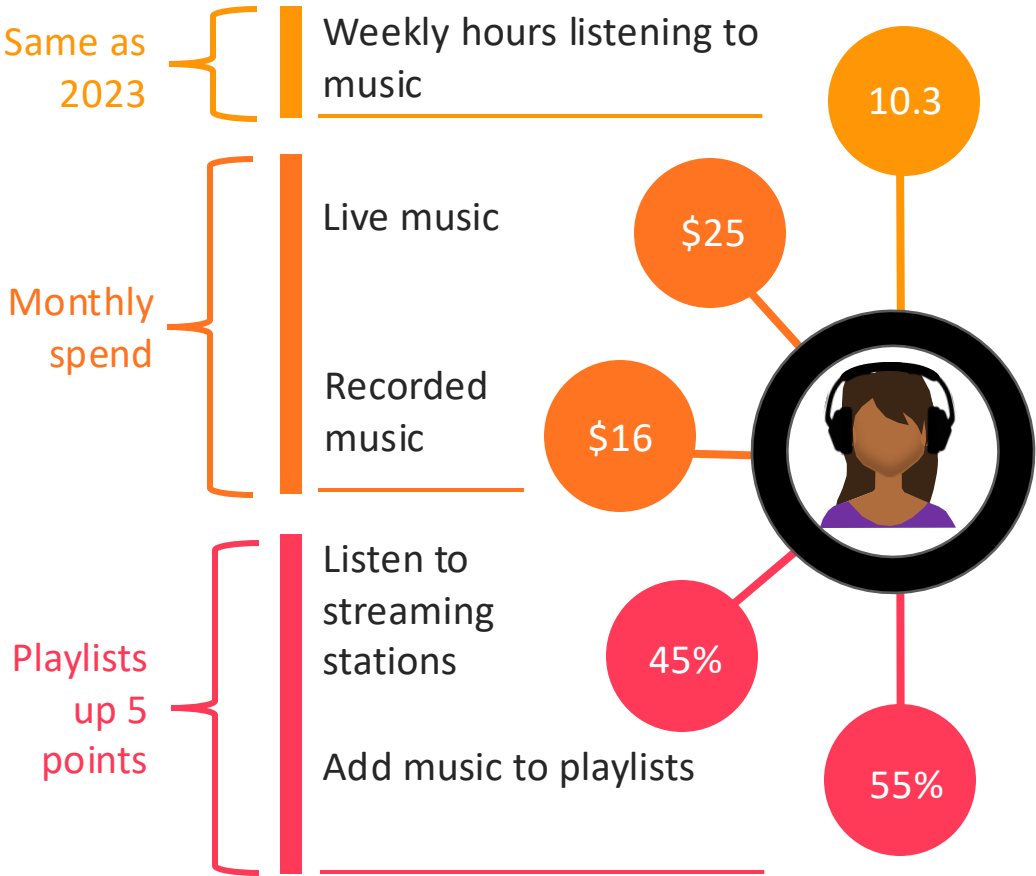 Same as
2023
Weekly hours listening to
music
10.3
Monthly
spend
Live music
$25
Recorded
music
$16
Playlists
up 5
points
Listen to
streaming
stations
45%
Add music to playlists
55%